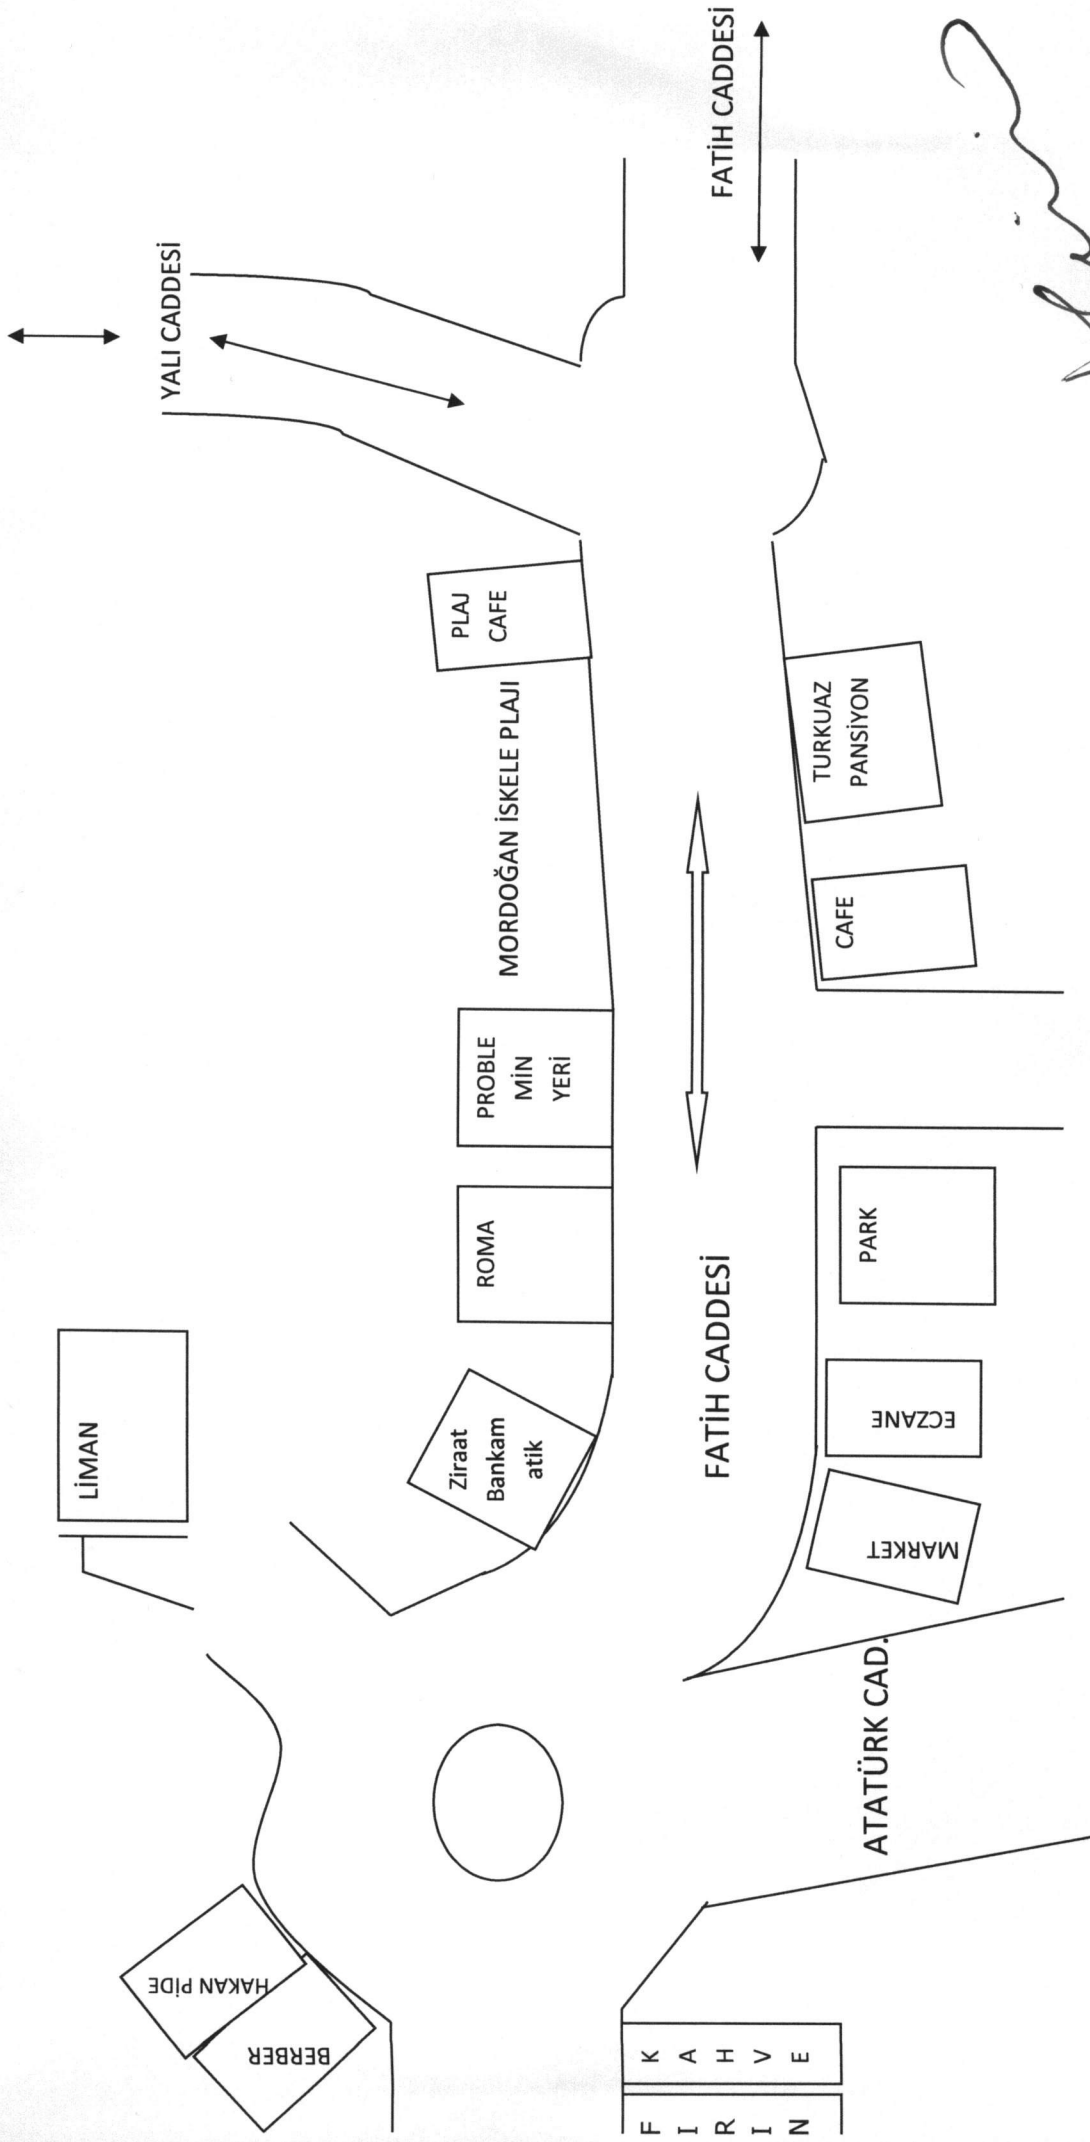 YALI CADDESİ
FATİH CADDESİ
PLAJ
CAFE
MORDOĞAN İSKELE PLAJI
TURKUAZ
PANSİYON
CAFE
PROBLE
MİN
YERİ
ROMA
PARK
LİMAN
Ziraat
Bankam
atik
FATİH CADDESİ
ECZANE
MARKET
ATATÜRK CAD.
HAKAN PİDE
BERBER
KAHVE
FIRIN